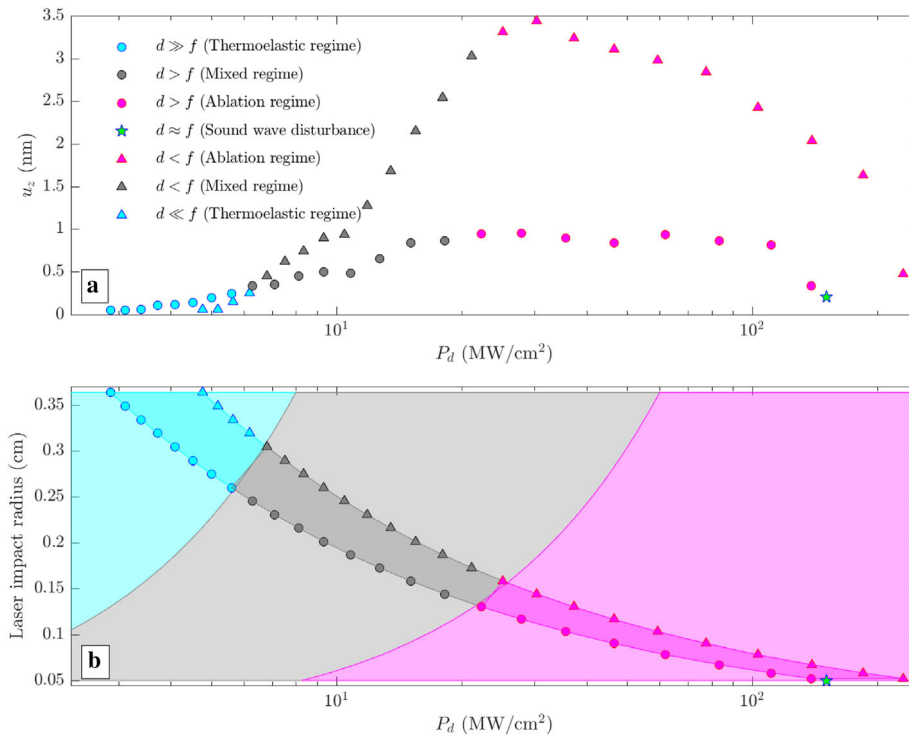 3.5
3
2.5
2
1.5
1
0.5
0
u_z (nm)
d ≫ f (Thermoelastic regime)
d > f (Mixed regime)
d > f (Ablation regime)
d ≈ f (Sound wave disturbance)
d < f (Ablation regime)
d < f (Mixed regime)
d ≪ f (Thermoelastic regime)
a
10^1
10^2
P_d (MW/cm^2)
0.35
0.3
0.25
0.2
0.15
0.1
0.05
Laser impact radius (cm)
b
10^1
10^2
P_d (MW/cm^2)